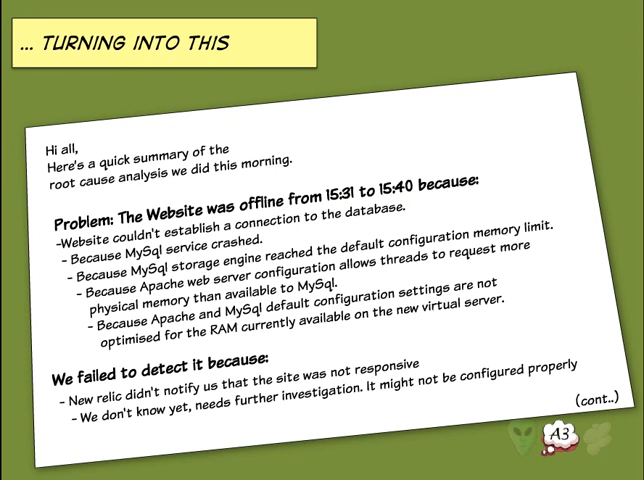 ... TURNING INTO THIS
Hi all,
Here's a quick summary of the
root cause analysis we did this morning.
Problem: The Website was offline from 15:31 to 15:40 because:
-Website couldn't establish a connection to the database.
- Because MySql service crashed.
- Because MySql storage engine reached the default configuration memory limit.
- Because Apache web server configuration allows threads to request more
physical memory than available to MySql.
- Because Apache and MySql default configuration settings are not
optimised for the RAM currently available on the new virtual server.
We failed to detect it because:
- New relic didn't notify us that the site was not responsive
- We don't know yet, needs further investigation. It might not be configured properly
(cont..)
A3